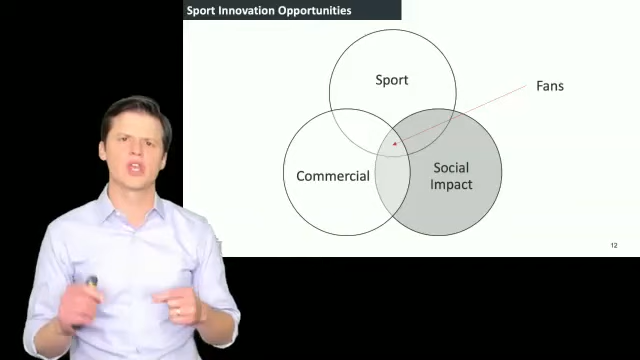 Sport Innovation Opportunities
Sport
Fans
Commercial
Social
Impact
12